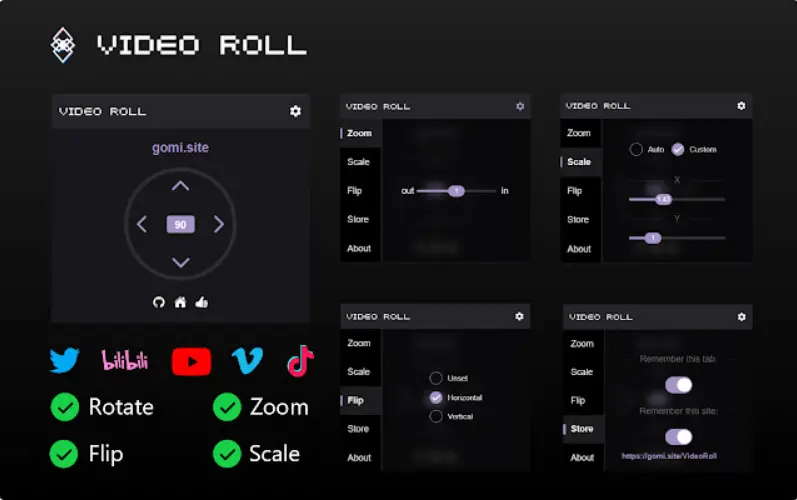 VIDEO ROLL
VIDEO ROLL
gomi.site
90
VIDEO ROLL
Zoom
Scale
Flip
Store
About
out
1
in
VIDEO ROLL
Zoom
Scale
Flip
Store
About
Auto
Custom
X
1.43
Y
1
bilibili
Rotate
Zoom
Flip
Scale
VIDEO ROLL
Zoom
Scale
Flip
Store
About
Unset
Horizontal
Vertical
VIDEO ROLL
Zoom
Scale
Flip
Store
About
Remember this tab:
Remember this site:
https://gomi.site/VideoRoll